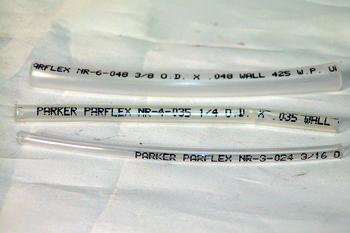 ARFLEX NR-6-048 3/8 O.D. X .048 WALL 425 W.P. U
PARKER PARFLEX NR-4-035 1/4 O.D. X .035 WALL
PARKER PARFLEX NR-3-024 3/16 O